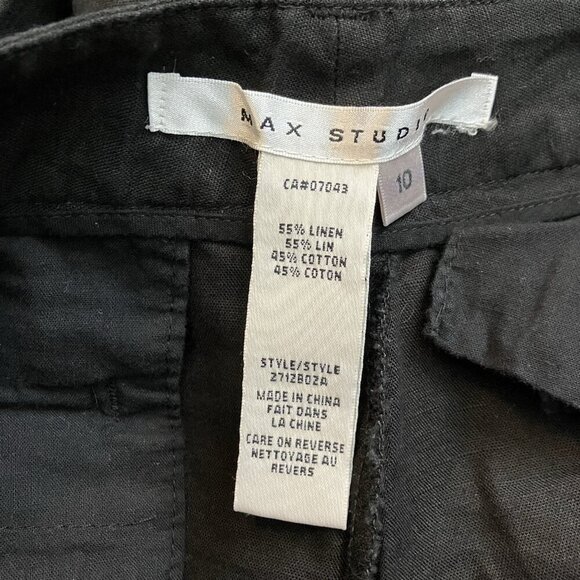 MAX STUDIO
10
CA#07043
55% LINEN
55% LIN
45% COTTON
45% COTON
STYLE/STYLE
2712B02A
MADE IN CHINA
FAIT DANS
LA CHINE
CARE ON REVERSE
NETTOYAGE AU
REVERS